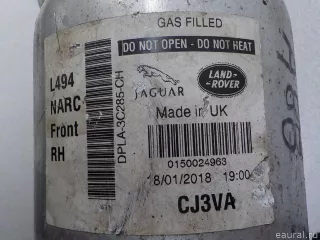 GAS FILLED
DO NOT OPEN - DO NOT HEAT
L494
NARC
Front
RH
DPLA-3C285-CH
JAGUAR
LAND-
ROVER
Made in UK
0150024963
18/01/2018 19:00
CJ3VA
eaural.ru